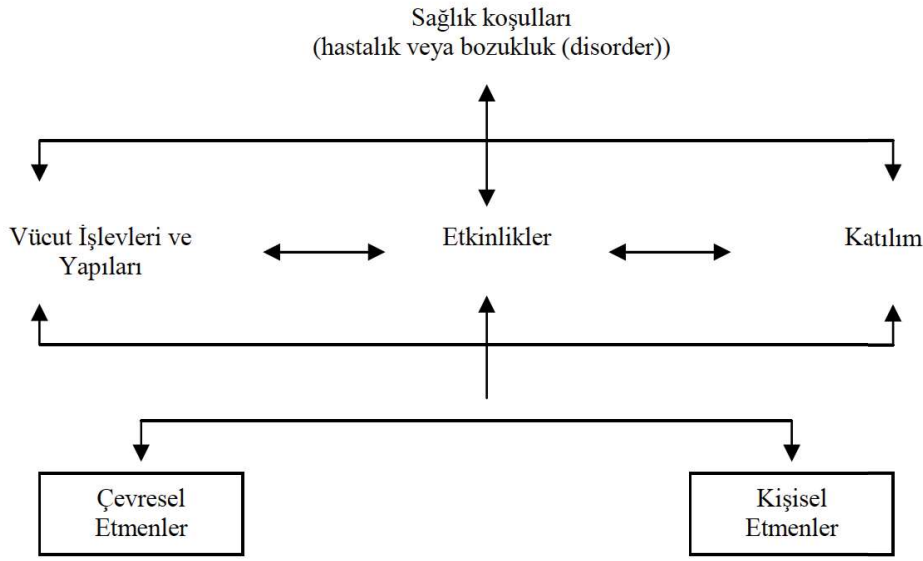 Sağlık koşulları
(hastalık veya bozukluk (disorder))
Vücut İşlevleri ve
Yapıları
Etkinlikler
Katılım
Çevresel
Etmenler
Kişisel
Etmenler